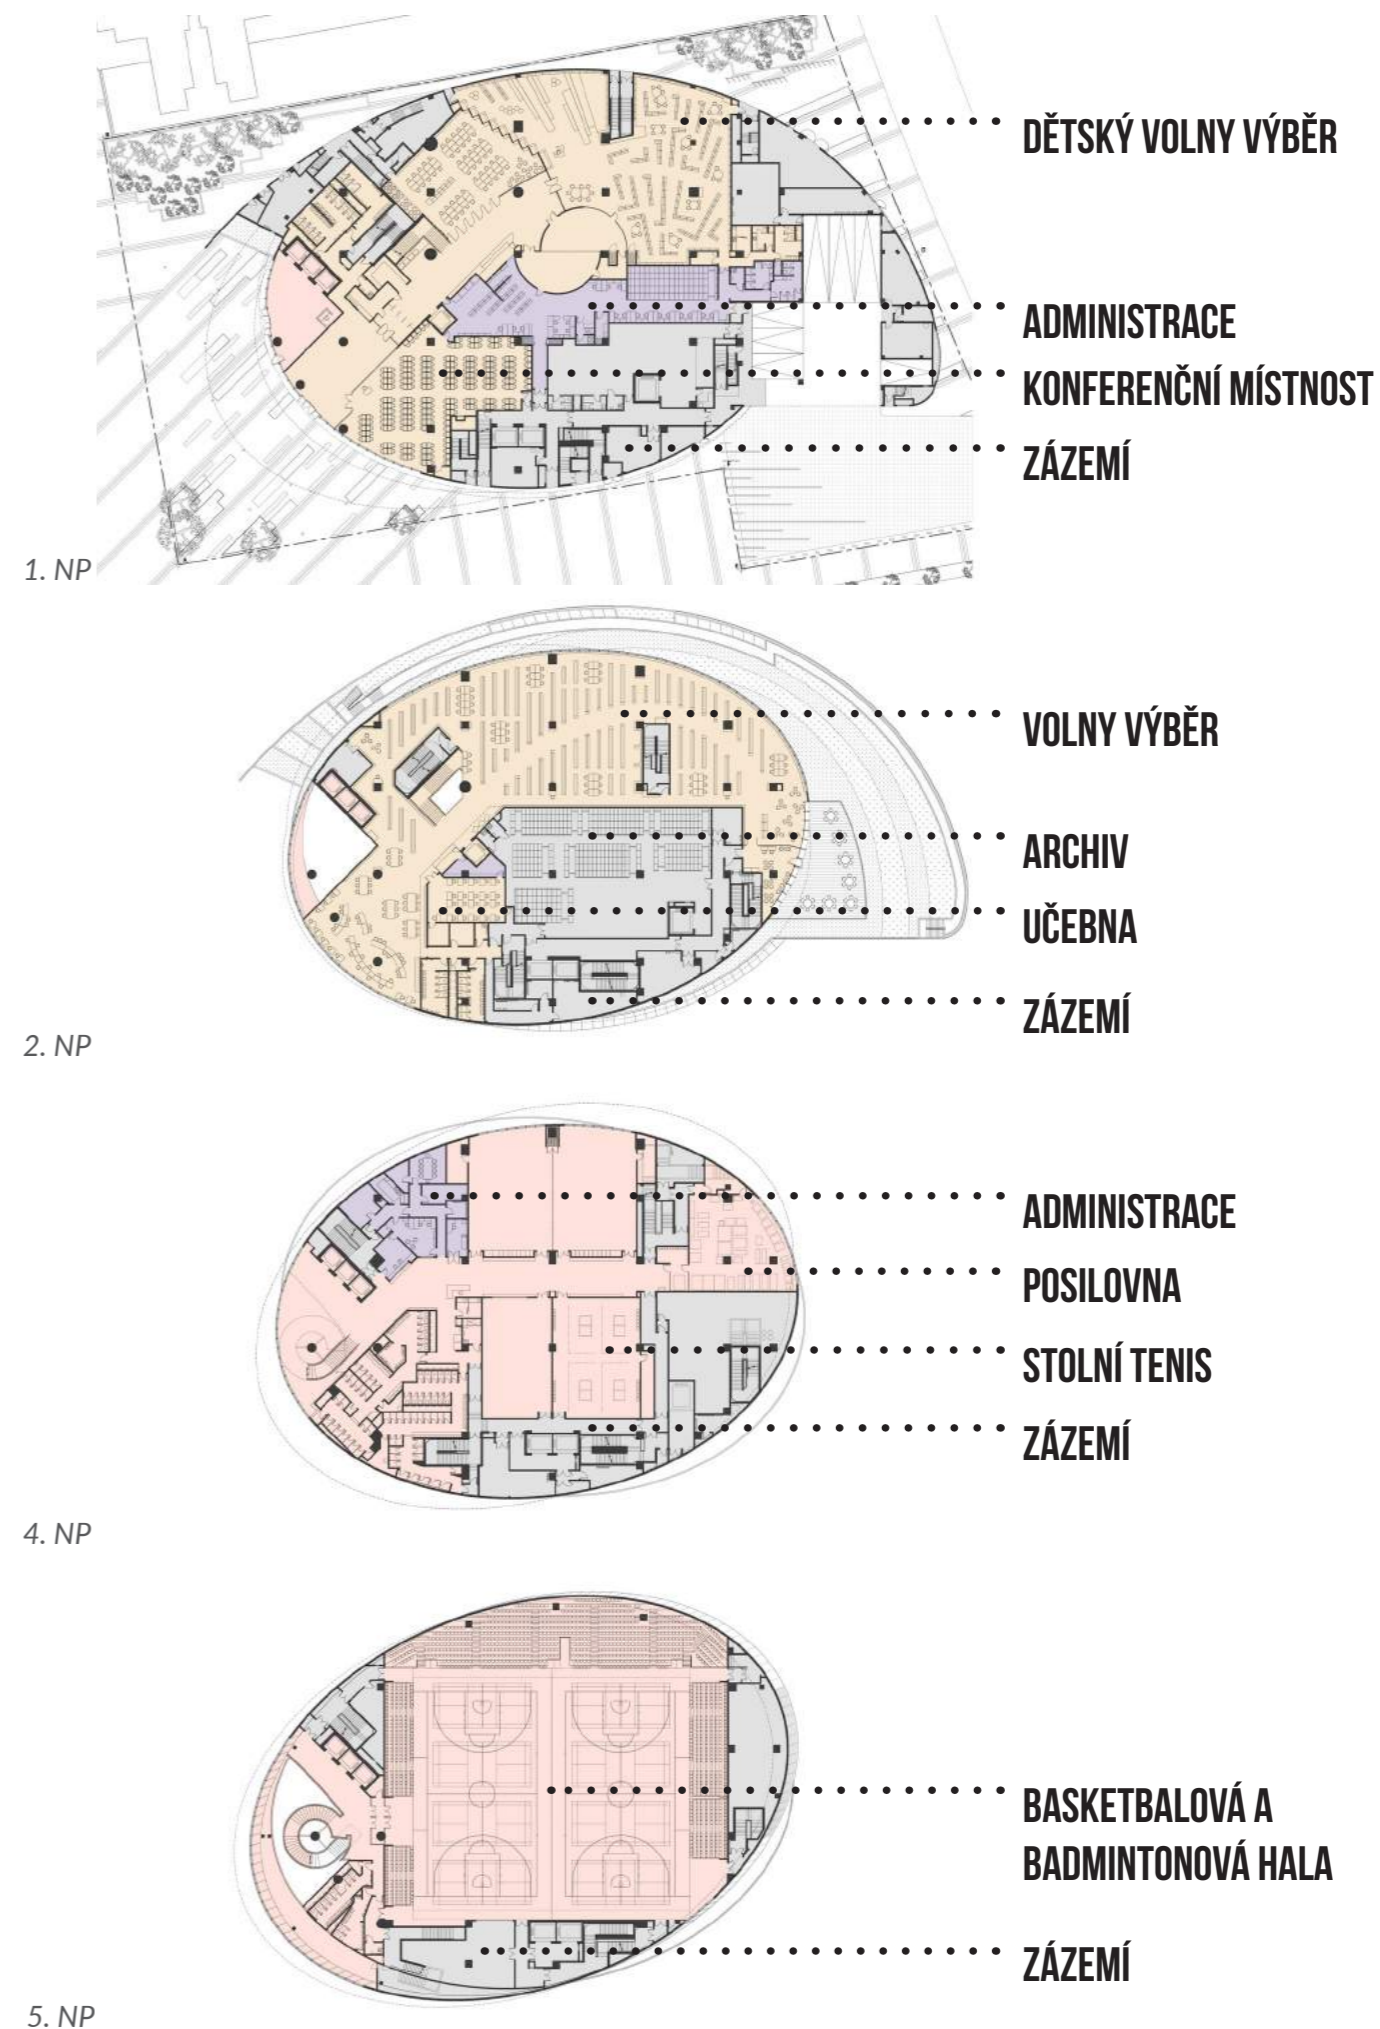 DĚTSKÝ VOLNY VÝBĚR
ADMINISTRACE
KONFERENČNÍ MÍSTNOST
ZÁZEMÍ
1. NP
VOLNY VÝBĚR
ARCHIV
UČEBNA
ZÁZEMÍ
2. NP
ADMINISTRACE
POSILOVNA
STOLNÍ TENIS
ZÁZEMÍ
4. NP
BASKETBALOVÁ A
BADMINTONOVÁ HALA
ZÁZEMÍ
5. NP